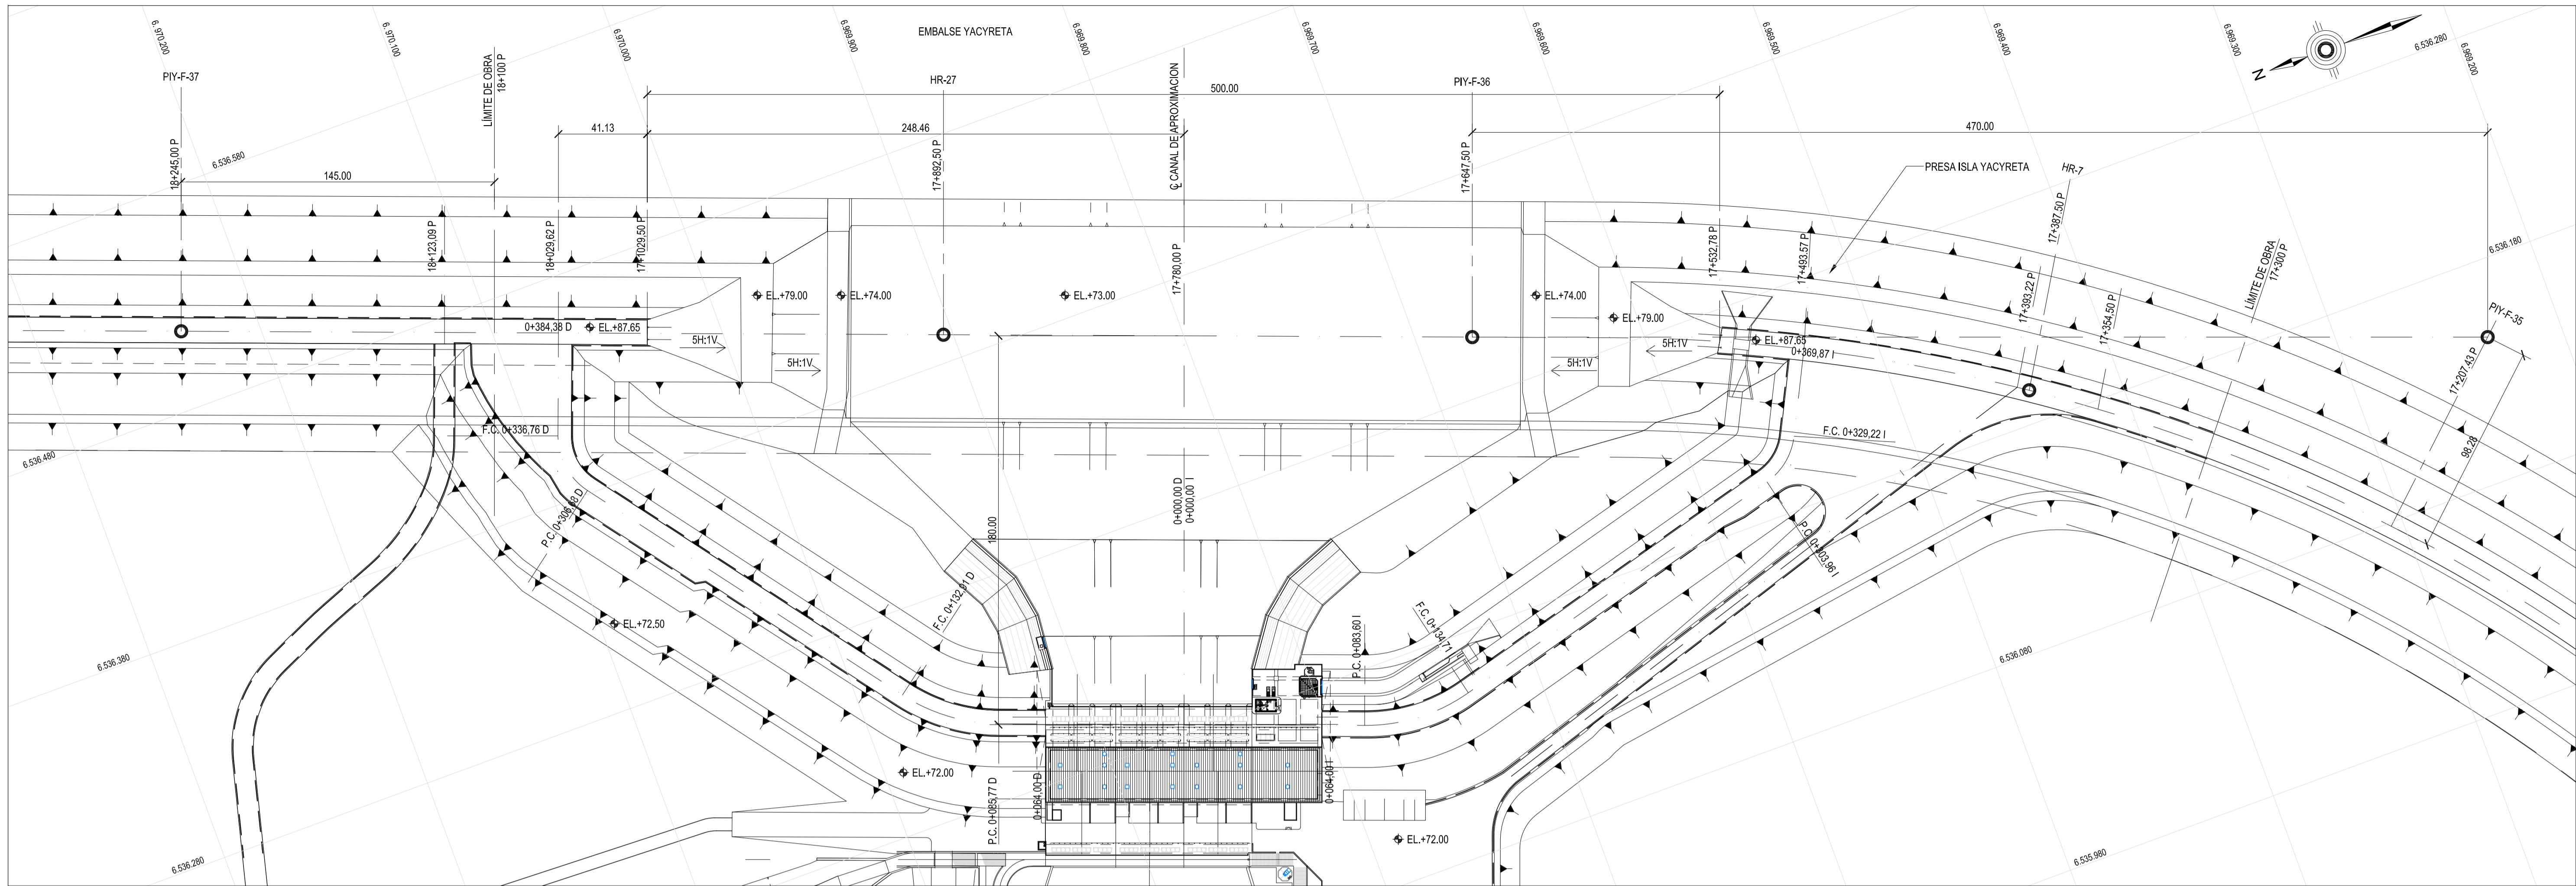 6.970.200
6.970.100
6.970.000
6.969.900
EMBALSE YACYRETA
6.969.800
6.969.700
6.969.600
6.969.500
6.969.400
6.969.300
6.969.200
6.536.280
N
PIY-F-37
LÍMITE DE OBRA
18+100 P
HR-27
₵ CANAL DE APROXIMACION
500.00
PIY-F-36
41.13
248.46
470.00
18+245,00 P
6.536.580
145.00
17+892,50 P
17+647,50 P
PRESA ISLA YACYRETA
HR-7
17+387.50 P
18+123,09 P
18+029,62 P
17+1029,50 P
17+780,00 P
17+532,78 P
17+493,57 P
17+393,22 P
17+354,50 P
LÍMITE DE OBRA
17+300 P
6.536.180
EL.+79.00
EL.+74.00
EL.+73.00
EL.+74.00
EL.+79.00
PIY-F-35
0+384,38 D
EL.+87.65
5H:1V
5H:1V
5H:1V
5H:1V
EL.+87.65
0+369,87 I
17+207.43 P
98.28
F.C. 0+336,76 D
F.C. 0+329,22 I
6.536.480
P.C. 0+306,68 D
180.00
0+0000,00 D
0+000,00 I
P.C. 0+303,96 I
EL.+72.50
F.C. 0+132,91 D
F.C. 0+134,71
P.C. 0+083,60 I
6.536.380
6.536.080
EL.+72.00
P.C. 0+085,77 D
0+064,00 D
0+064,00 I
EL.+72.00
6.536.280
6.535.980